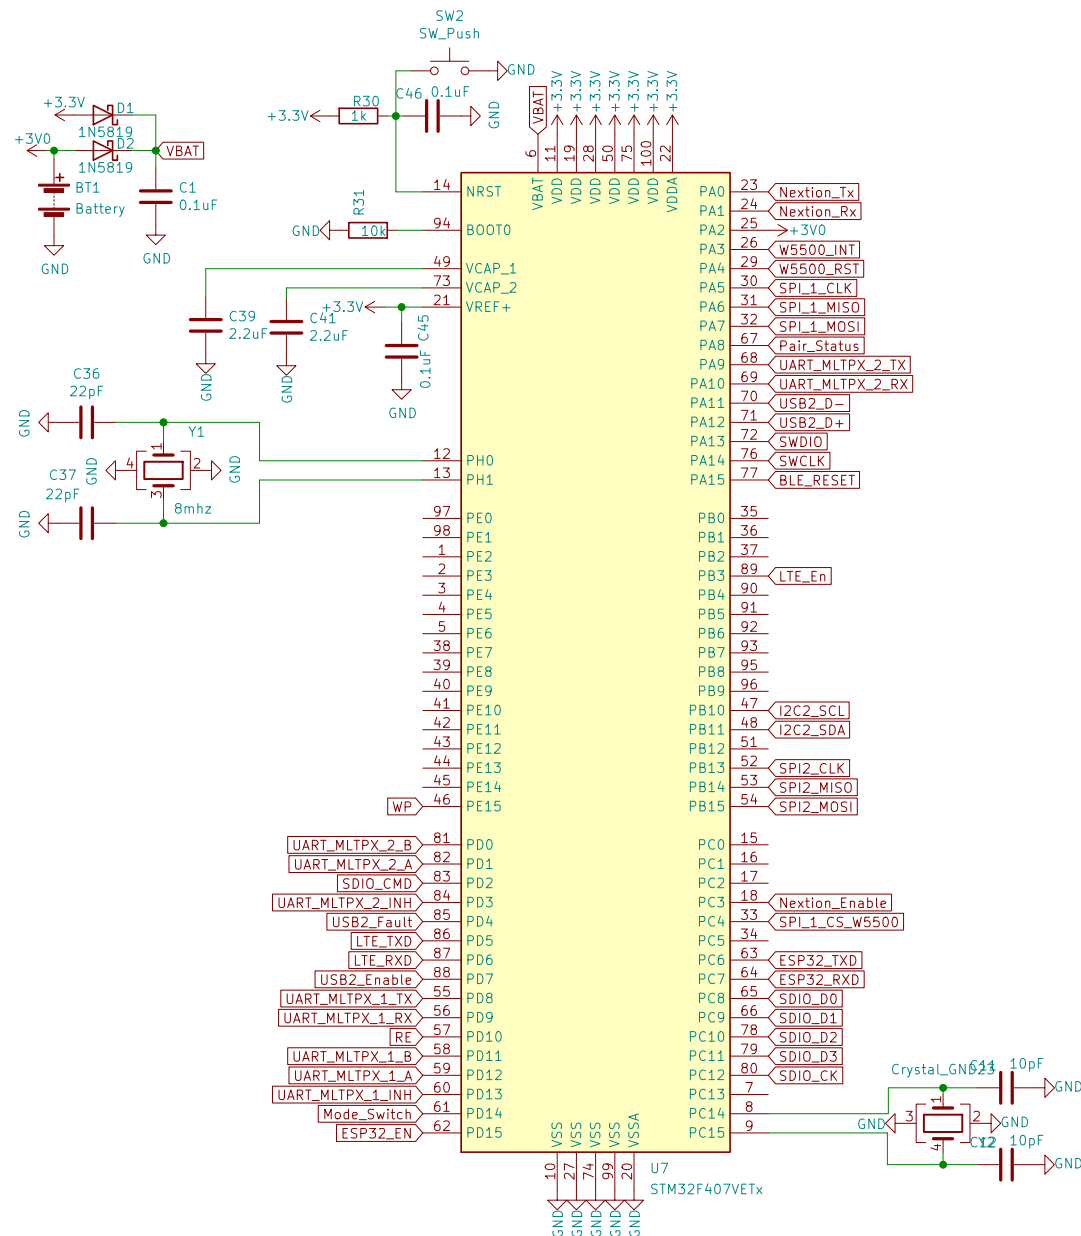 SW2
SW_Push
GND
C46 0.1uF
GND
R30
1k
+3.3V
+3.3V
D1
1N5819
+3V0
D2
1N5819
VBAT
BT1
Battery
+
C1
0.1uF
GND
GND
VBAT
+3.3V
+3.3V
+3.3V
+3.3V
+3.3V
+3.3V
+3.3V
6
11
19
28
50
75
100
22
VBAT
VDD
VDD
VDD
VDD
VDD
VDD
VDDA
14 NRST
R31
10k
GND
94 BOOT0
49 VCAP_1
73 VCAP_2
+3.3V
21 VREF+
C39
2.2uF
GND
C41
2.2uF
GND
C45
0.1uF
GND
C36
22pF
GND
Y1
1
4
2
3
GND
GND
8mhz
C37
22pF
GND
12 PH0
13 PH1
97 PE0
98 PE1
1 PE2
2 PE3
3 PE4
4 PE5
5 PE6
38 PE7
39 PE8
40 PE9
41 PE10
42 PE11
43 PE12
44 PE13
45 PE14
WP 46 PE15
UART_MLTPX_2_B 81 PD0
UART_MLTPX_2_A 82 PD1
SDIO_CMD 83 PD2
UART_MLTPX_2_INH 84 PD3
USB2_Fault 85 PD4
LTE_TXD 86 PD5
LTE_RXD 87 PD6
USB2_Enable 88 PD7
UART_MLTPX_1_TX 55 PD8
UART_MLTPX_1_RX 56 PD9
RE 57 PD10
UART_MLTPX_1_B 58 PD11
UART_MLTPX_1_A 59 PD12
UART_MLTPX_1_INH 60 PD13
Mode_Switch 61 PD14
ESP32_EN 62 PD15
PA0 23 Nextion_Tx
PA1 24 Nextion_Rx
PA2 25 +3V0
PA3 26 W5500_INT
PA4 29 W5500_RST
PA5 30 SPI_1_CLK
PA6 31 SPI_1_MISO
PA7 32 SPI_1_MOSI
PA8 67 Pair_Status
PA9 68 UART_MLTPX_2_TX
PA10 69 UART_MLTPX_2_RX
PA11 70 USB2_D-
PA12 71 USB2_D+
PA13 72 SWDIO
PA14 76 SWCLK
PA15 77 BLE_RESET
PB0 35
PB1 36
PB2 37
PB3 89 LTE_En
PB4 90
PB5 91
PB6 92
PB7 93
PB8 95
PB9 96
PB10 47 I2C2_SCL
PB11 48 I2C2_SDA
PB12 51
PB13 52 SPI2_CLK
PB14 53 SPI2_MISO
PB15 54 SPI2_MOSI
PC0 15
PC1 16
PC2 17
PC3 18 Nextion_Enable
PC4 33 SPI_1_CS_W5500
PC5 34
PC6 63 ESP32_TXD
PC7 64 ESP32_RXD
PC8 65 SDIO_D0
PC9 66 SDIO_D1
PC10 78 SDIO_D2
PC11 79 SDIO_D3
PC12 80 SDIO_CK
PC13 7
PC14 8
PC15 9
Crystal_GND23
C11 10pF
GND
1
3
2
4
GND
GND
C12
Y2
10pF
GND
VSS
VSS
VSS
VSS
VSSA
10
27
74
99
20
GND
GND
GND
GND
GND
U7
STM32F407VETx